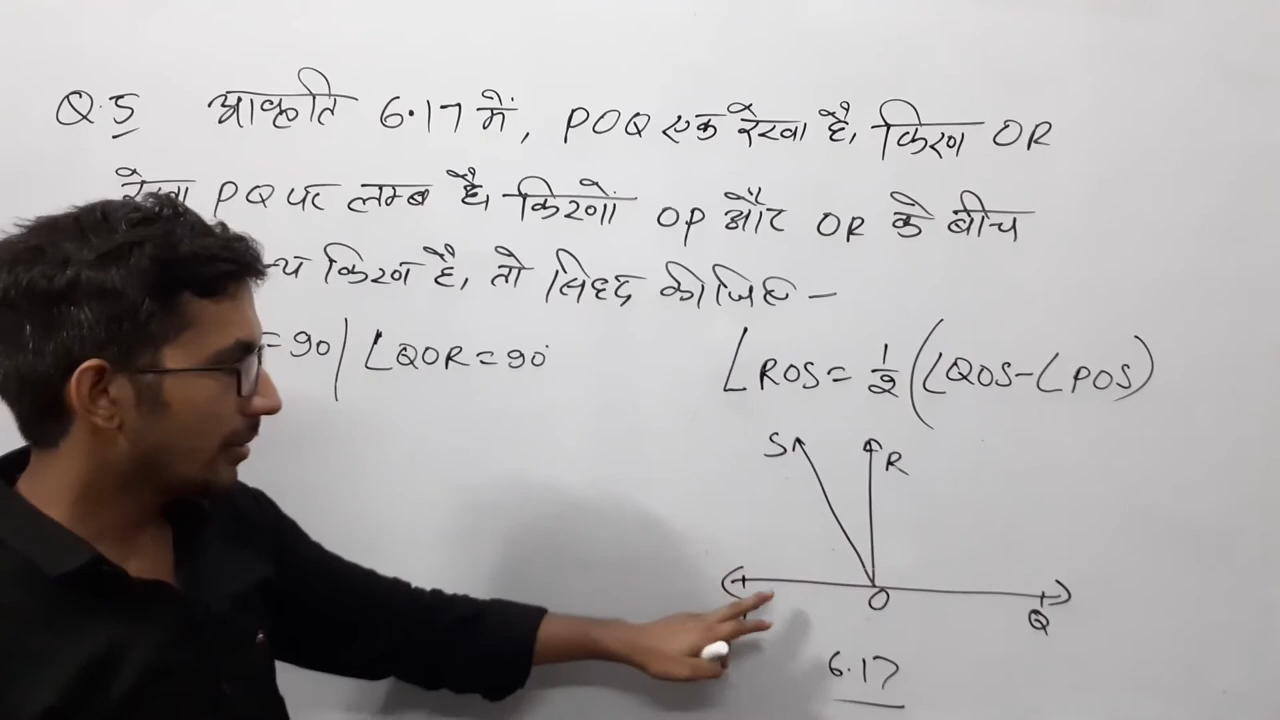 Q.5 आकृति 6.17 में, POQ एक रेखा है, किरण OR
रेखा PQ पर लम्ब है। किरणों OP और OR के बीच
किरण है, तो सिध्द कीजिए –
= 90 | ∠QOR = 90°
∠ROS = 1/2 (∠QOS - ∠POS)
S
R
O
Q
6.17